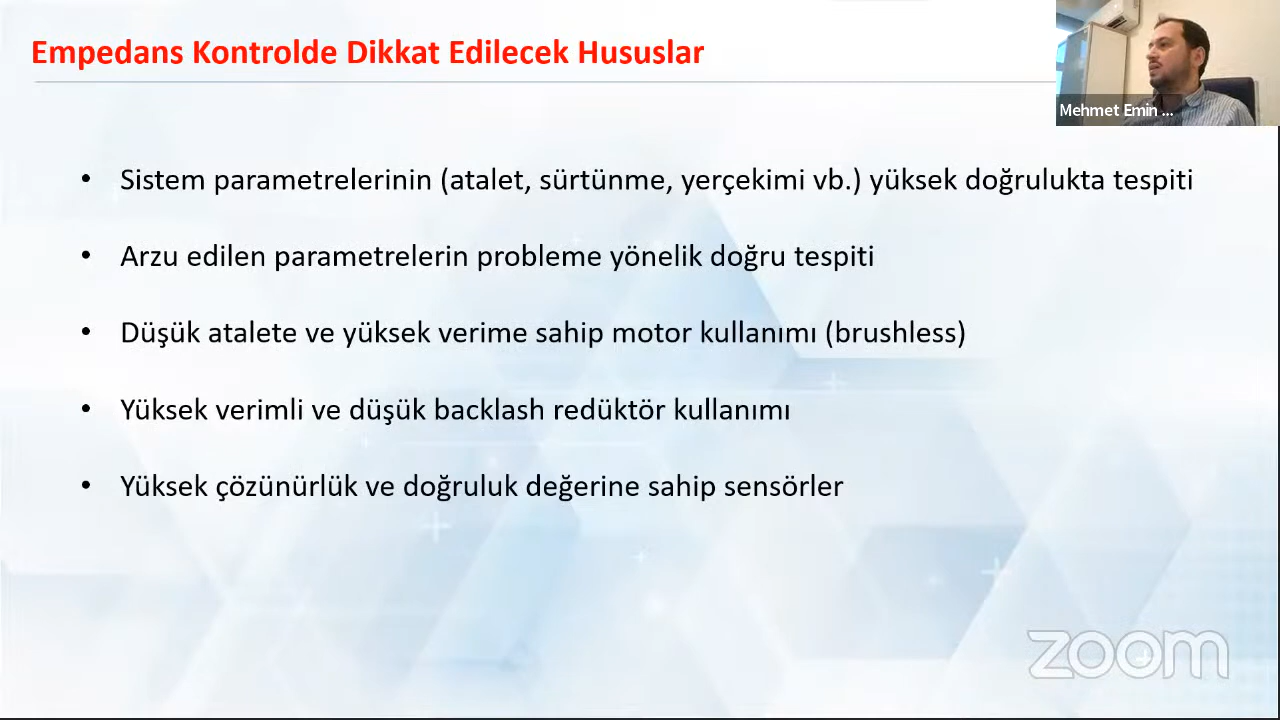 Empedans Kontrolde Dikkat Edilecek Hususlar
Mehmet Emin ...
• Sistem parametrelerinin (atalet, sürtünme, yerçekimi vb.) yüksek doğrulukta tespiti
• Arzu edilen parametrelerin probleme yönelik doğru tespiti
• Düşük atalete ve yüksek verime sahip motor kullanımı (brushless)
• Yüksek verimli ve düşük backlash redüktör kullanımı
• Yüksek çözünürlük ve doğruluk değerine sahip sensörler
zoom